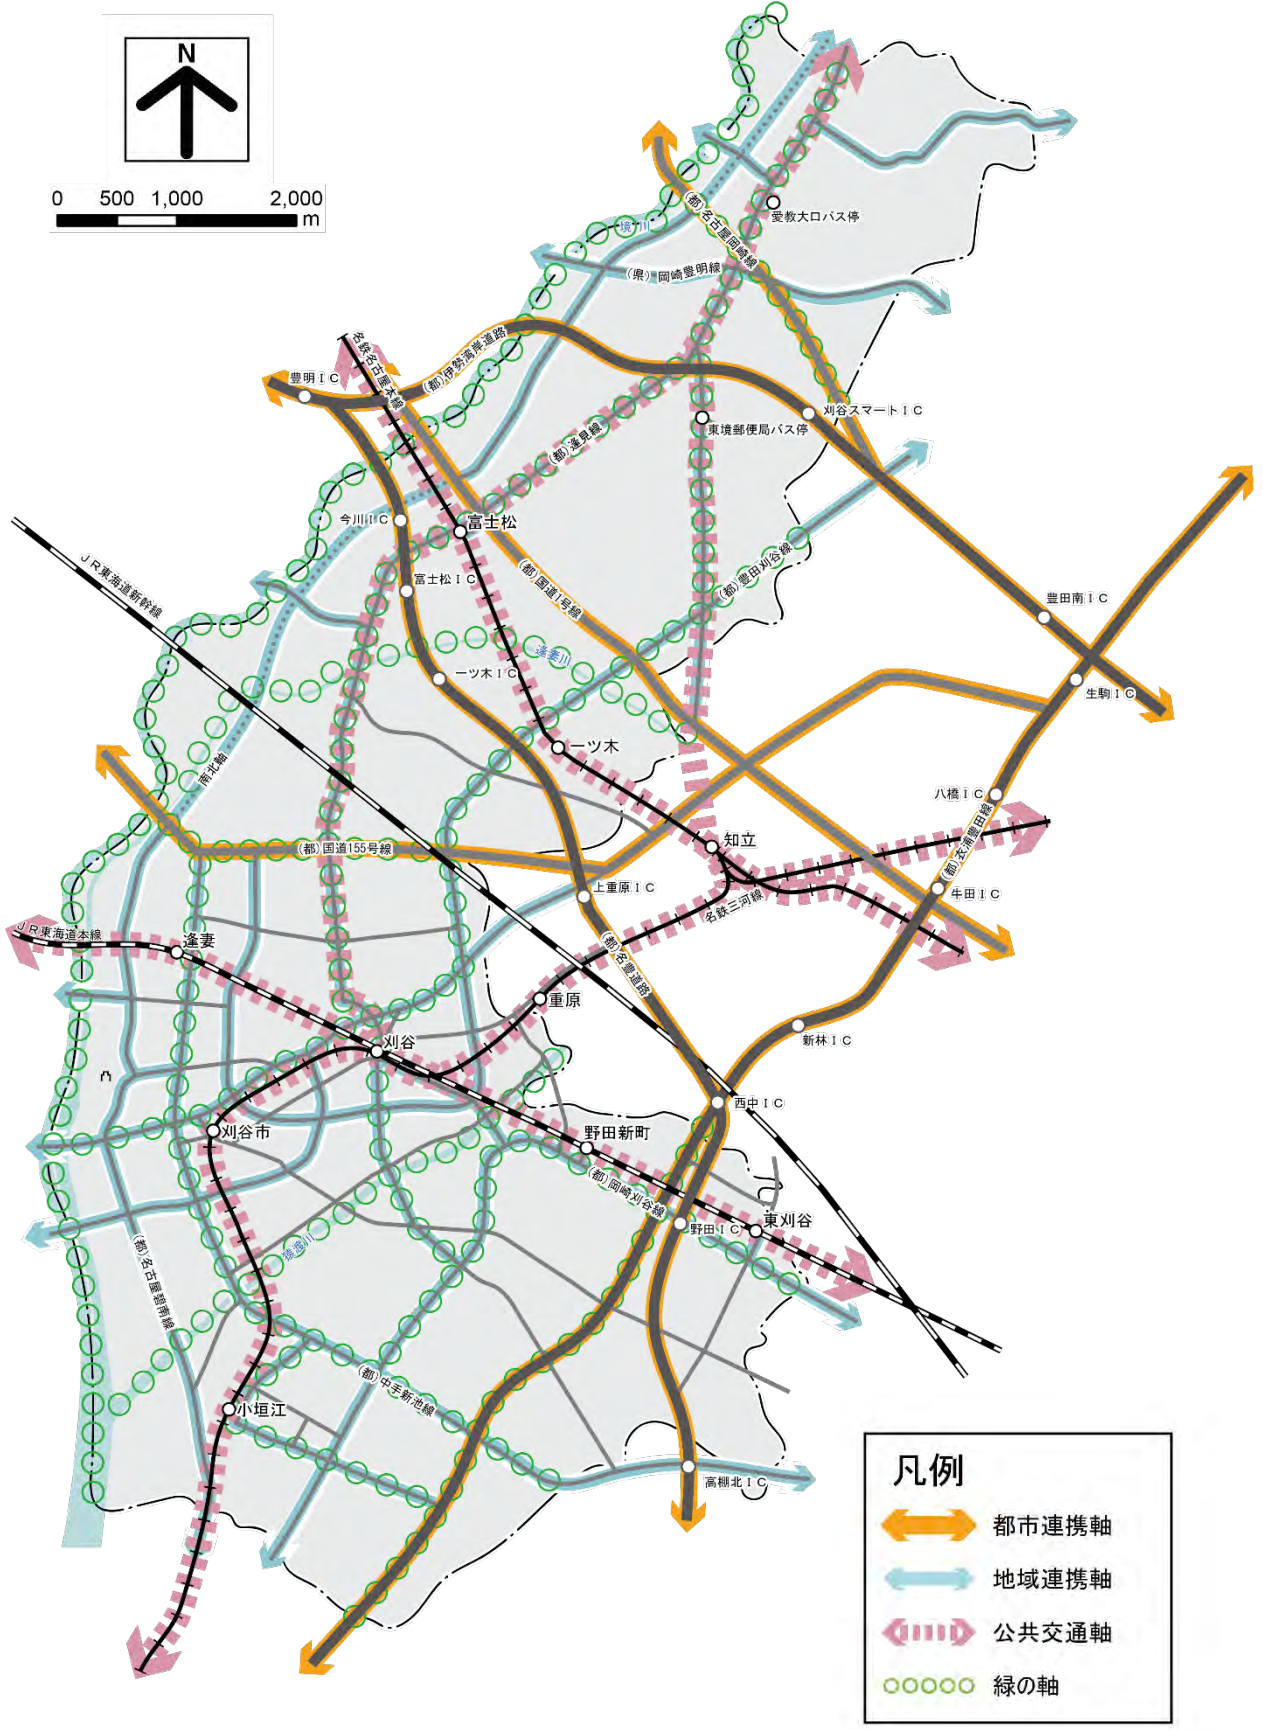 N
0 500 1,000 2,000
m
愛教大口バス停
(都)名古屋岡崎線
境川
(県)岡崎豊明線
名鉄名古屋本線
(都)伊勢湾岸道路
豊明IC
刈谷スマートIC
東境郵便局バス停
(都)逢見線
今川IC
富士松
JR東海道新幹線
(都)豊田刈谷線
富士松IC
(都)国道1号線
豊田南IC
逢妻川
一ツ木IC
生駒IC
一ツ木
南北軸
八橋IC
知立
(都)国道155号線
(都)衣浦豊田線
上重原IC
牛田IC
名鉄三河線
JR東海道本線
逢妻
(都)名豊道路
重原
刈谷
新林IC
西中IC
刈谷市
野田新町
(都)岡崎刈谷線
東刈谷
野田IC
猿渡川
(都)名古屋碧南線
(都)中手新池線
小垣江
高棚北IC
凡例
都市連携軸
地域連携軸
公共交通軸
緑の軸